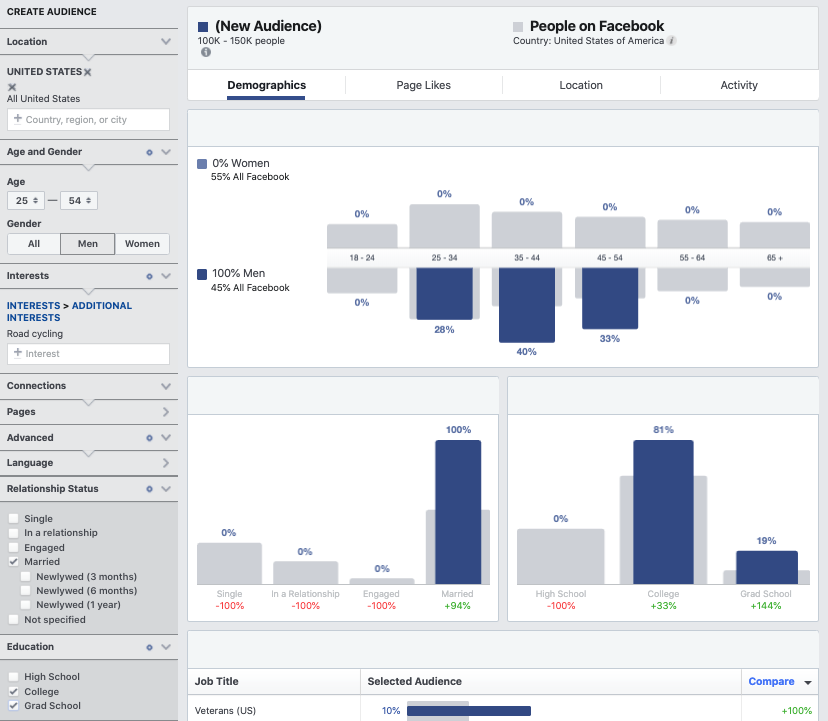 CREATE AUDIENCE
Location
UNITED STATES
All United States
Country, region, or city
Age and Gender
Age
25 — 54
Gender
All Men Women
Interests
INTERESTS > ADDITIONAL
INTERESTS
Road cycling
Interest
Connections
Pages
Advanced
Language
Relationship Status
Single
In a relationship
Engaged
Married
Newlywed (3 months)
Newlywed (6 months)
Newlywed (1 year)
Not specified
Education
High School
College
Grad School
(New Audience)
100K - 150K people
People on Facebook
Country: United States of America
Demographics Page Likes Location Activity
0% Women
55% All Facebook
0% 0% 0% 0% 0% 0%
18 - 24 25 - 34 35 - 44 45 - 54 55 - 64 65 +
100% Men
45% All Facebook
0% 28% 40% 33% 0% 0%
0% 0% 0% 100%
Single In a Relationship Engaged Married
-100% -100% -100% +94%
0% 81% 19%
High School College Grad School
-100% +33% +144%
Job Title Selected Audience Compare
Veterans (US) 10% +100%